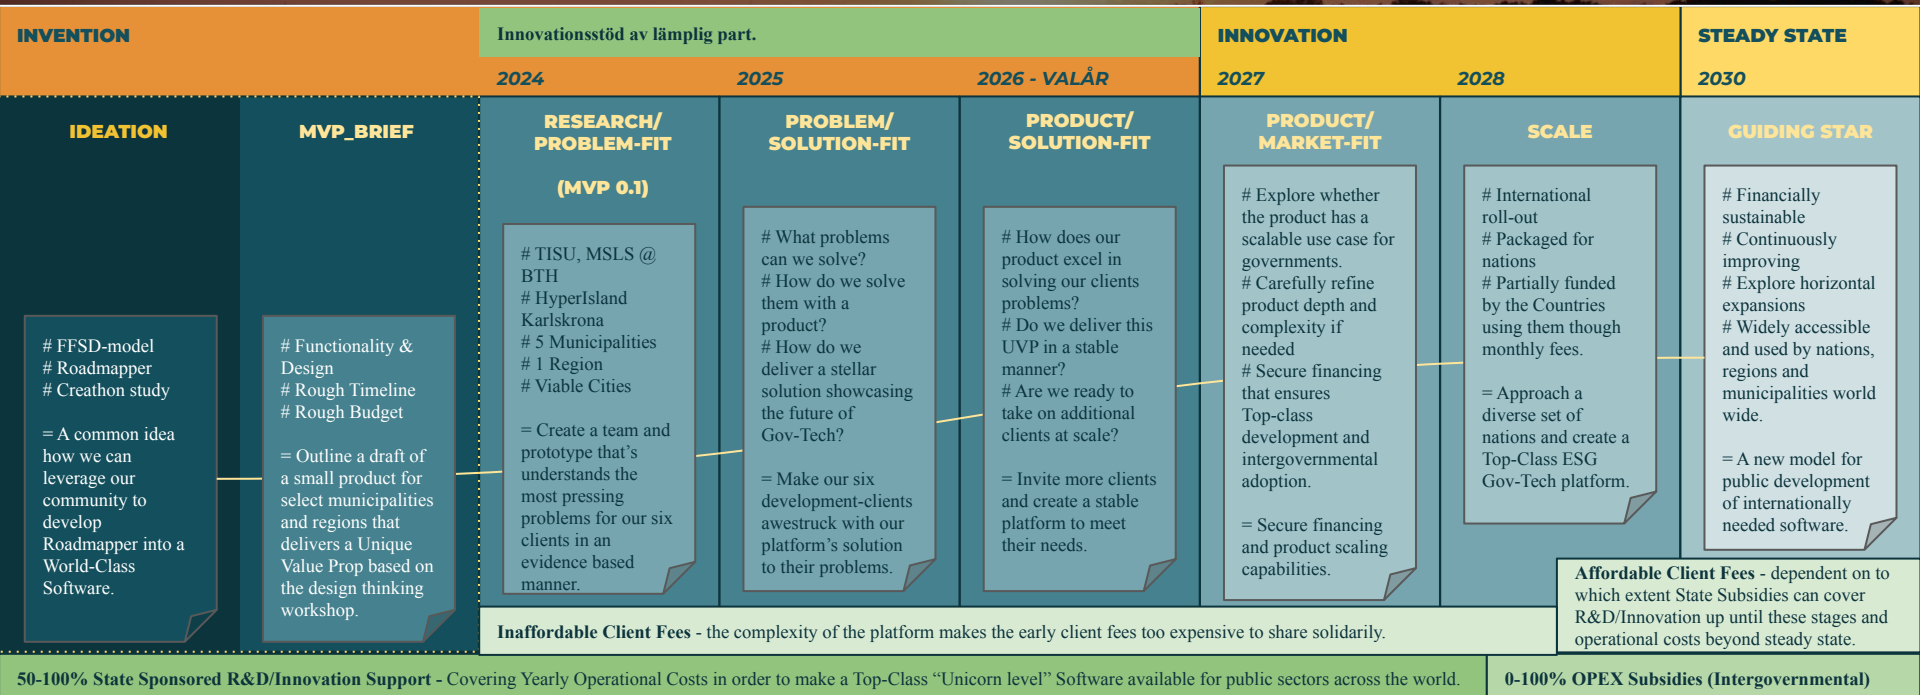 INVENTION
Innovationsstöd av lämplig part.
INNOVATION
STEADY STATE
2024
2025
2026 - VALÅR
2027
2028
2030
IDEATION
# FFSD-model
# Roadmapper
# Creathon study
= A common idea
how we can
leverage our
community to
develop
Roadmapper into a
World-Class
Software.
MVP_BRIEF
# Functionality &
Design
# Rough Timeline
# Rough Budget
= Outline a draft of
a small product for
select municipalities
and regions that
delivers a Unique
Value Prop based on
the design thinking
workshop.
RESEARCH/
PROBLEM-FIT
(MVP 0.1)
# TISU, MSLS @
BTH
# HyperIsland
Karlskrona
# 5 Municipalities
# 1 Region
# Viable Cities
= Create a team and
prototype that’s
understands the
most pressing
problems for our six
clients in an
evidence based
manner.
PROBLEM/
SOLUTION-FIT
# What problems
can we solve?
# How do we solve
them with a
product?
# How do we
deliver a stellar
solution showcasing
the future of
Gov-Tech?
= Make our six
development-clients
awestruck with our
platform’s solution
to their problems.
PRODUCT/
SOLUTION-FIT
# How does our
product excel in
solving our clients
problems?
# Do we deliver this
UVP in a stable
manner?
# Are we ready to
take on additional
clients at scale?
= Invite more clients
and create a stable
platform to meet
their needs.
PRODUCT/
MARKET-FIT
# Explore whether
the product has a
scalable use case for
governments.
# Carefully refine
product depth and
complexity if
needed
# Secure financing
that ensures
Top-class
development and
intergovernmental
adoption.
= Secure financing
and product scaling
capabilities.
SCALE
# International
roll-out
# Packaged for
nations
# Partially funded
by the Countries
using them though
monthly fees.
= Approach a
diverse set of
nations and create a
Top-Class ESG
Gov-Tech platform.
GUIDING STAR
# Financially
sustainable
# Continuously
improving
# Explore horizontal
expansions
# Widely accessible
and used by nations,
regions and
municipalities world
wide.
= A new model for
public development
of internationally
needed software.
Inaffordable Client Fees - the complexity of the platform makes the early client fees too expensive to share solidarily.
Affordable Client Fees - dependent on to
which extent State Subsidies can cover
R&D/Innovation up until these stages and
operational costs beyond steady state.
50-100% State Sponsored R&D/Innovation Support - Covering Yearly Operational Costs in order to make a Top-Class “Unicorn level” Software available for public sectors across the world.
0-100% OPEX Subsidies (Intergovernmental)